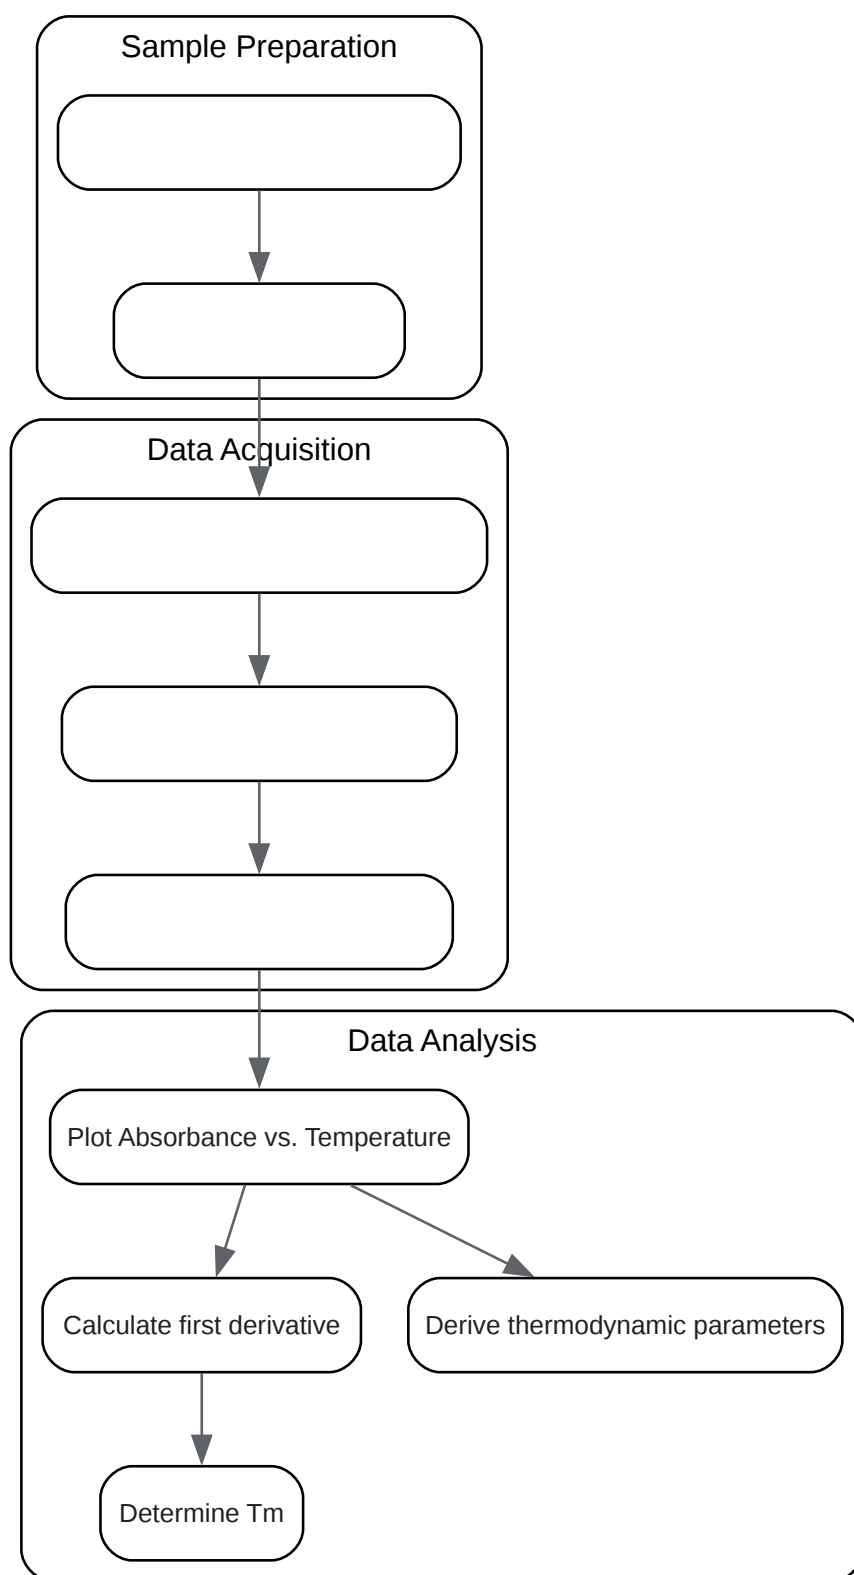 Sample Preparation
Data Acquisition
Data Analysis
Plot Absorbance vs. Temperature
Calculate first derivative
Derive thermodynamic parameters
Determine Tm